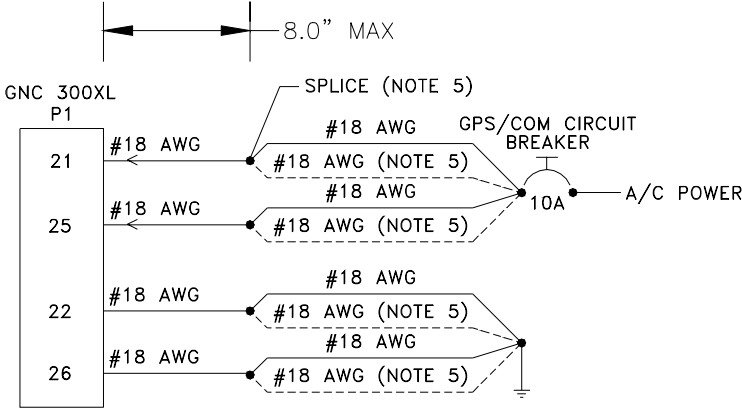 8.0” MAX
SPLICE (NOTE 5)
GNC 300XL
P1
#18 AWG
GPS/COM CIRCUIT
BREAKER
21
#18 AWG
#18 AWG (NOTE 5)
#18 AWG
10A
A/C POWER
25
#18 AWG
#18 AWG (NOTE 5)
#18 AWG
22
#18 AWG
#18 AWG (NOTE 5)
#18 AWG
26
#18 AWG
#18 AWG (NOTE 5)